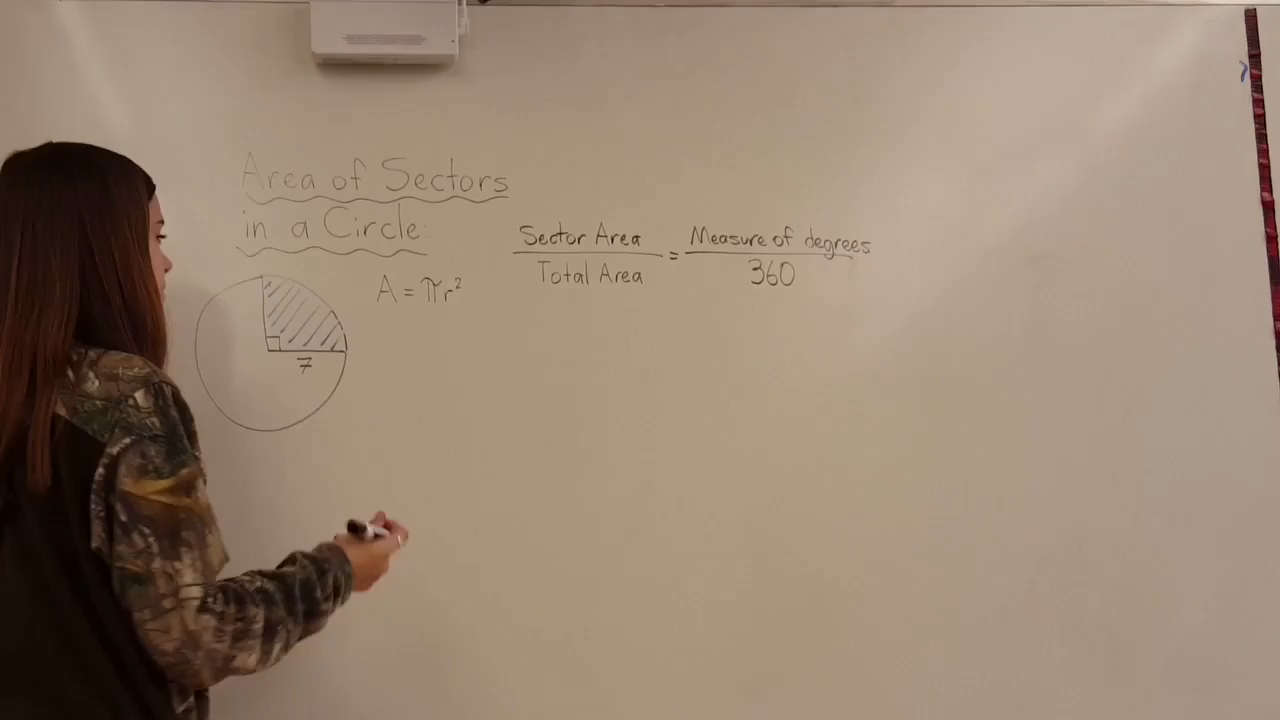 Area of Sectors
in a Circle:
Sector Area / Total Area = Measure of degrees / 360
A = πr²
7